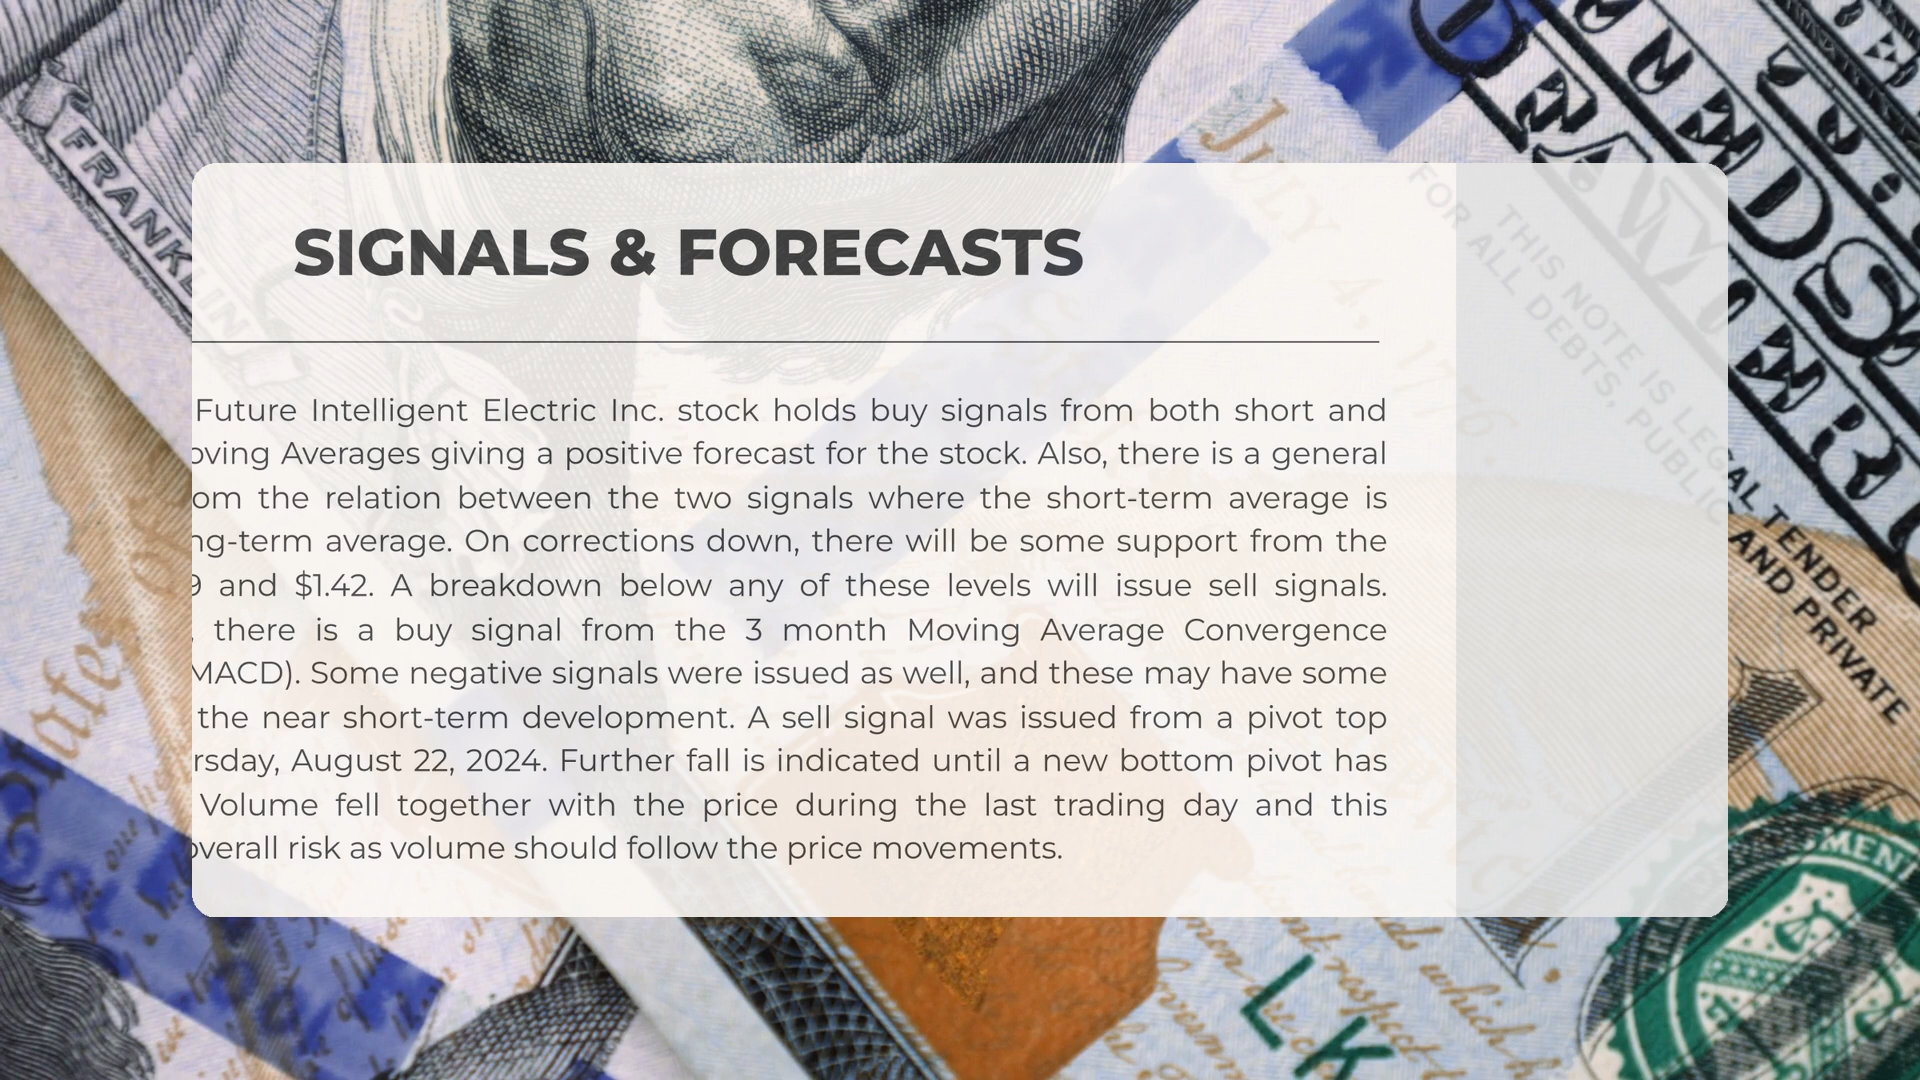 FRANKLIN
JULY
4, 1776.
THIS NOTE IS LEGAL TENDER
FOR ALL DEBTS, PUBLIC AND PRIVATE
SIGNALS & FORECASTS
Future Intelligent Electric Inc. stock holds buy signals from both short and
Averages giving a positive forecast for the stock. Also, there is a general
the relation between the two signals where the short-term average is
average. On corrections down, there will be some support from the
and $1.42. A breakdown below any of these levels will issue sell signals.
there is a buy signal from the 3 month Moving Average Convergence
MACD). Some negative signals were issued as well, and these may have some
the near short-term development. A sell signal was issued from a pivot top
August 22, 2024. Further fall is indicated until a new bottom pivot has
Volume fell together with the price during the last trading day and this
overall risk as volume should follow the price movements.
LK